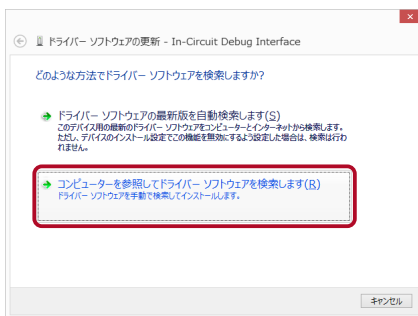 ドライバー ソフトウェアの更新 - In-Circuit Debug Interface
どのような方法でドライバー ソフトウェアを検索しますか?
ドライバー ソフトウェアの最新版を自動検索します(S)
このデバイス用の最新のドライバー ソフトウェアをコンピューターとインターネットから検索します。
ただし、デバイスのインストール設定でこの機能を無効にするよう設定した場合は、検索は行わ
れません。
コンピューターを参照してドライバー ソフトウェアを検索します(R)
ドライバー ソフトウェアを手動で検索してインストールします。
キャンセル